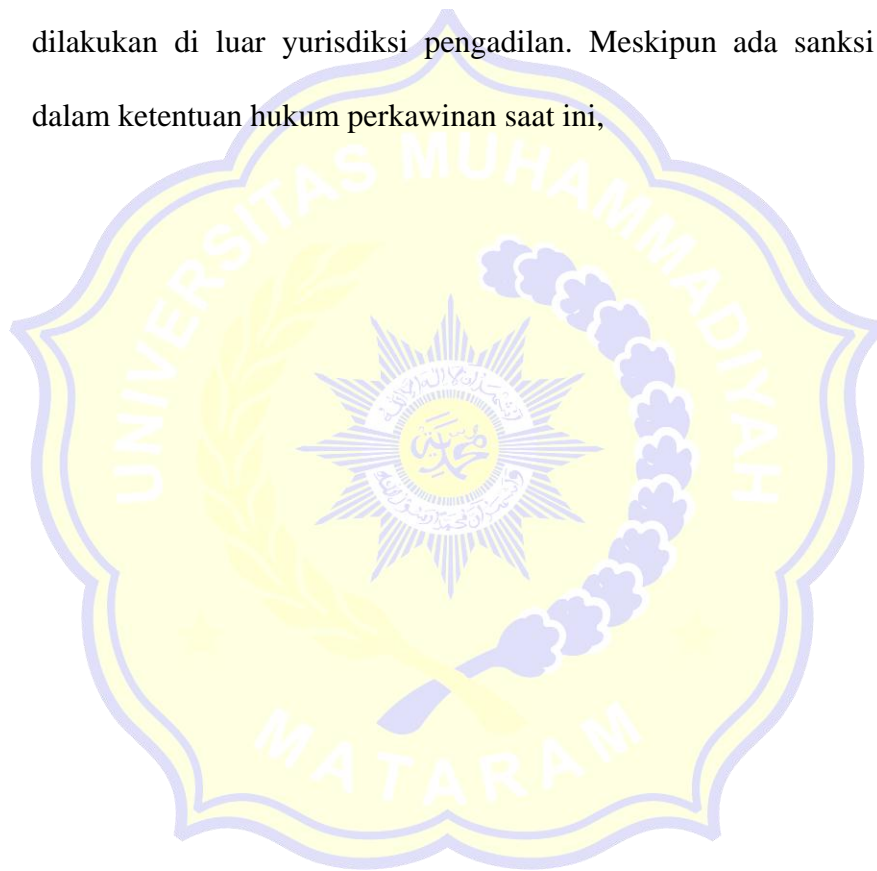 dilakukan di luar yurisdiksi pengadilan. Meskipun ada sanksi
dalam ketentuan hukum perkawinan saat ini,
UNIVERSITAS MUHAMMADIYAH
MATARAM